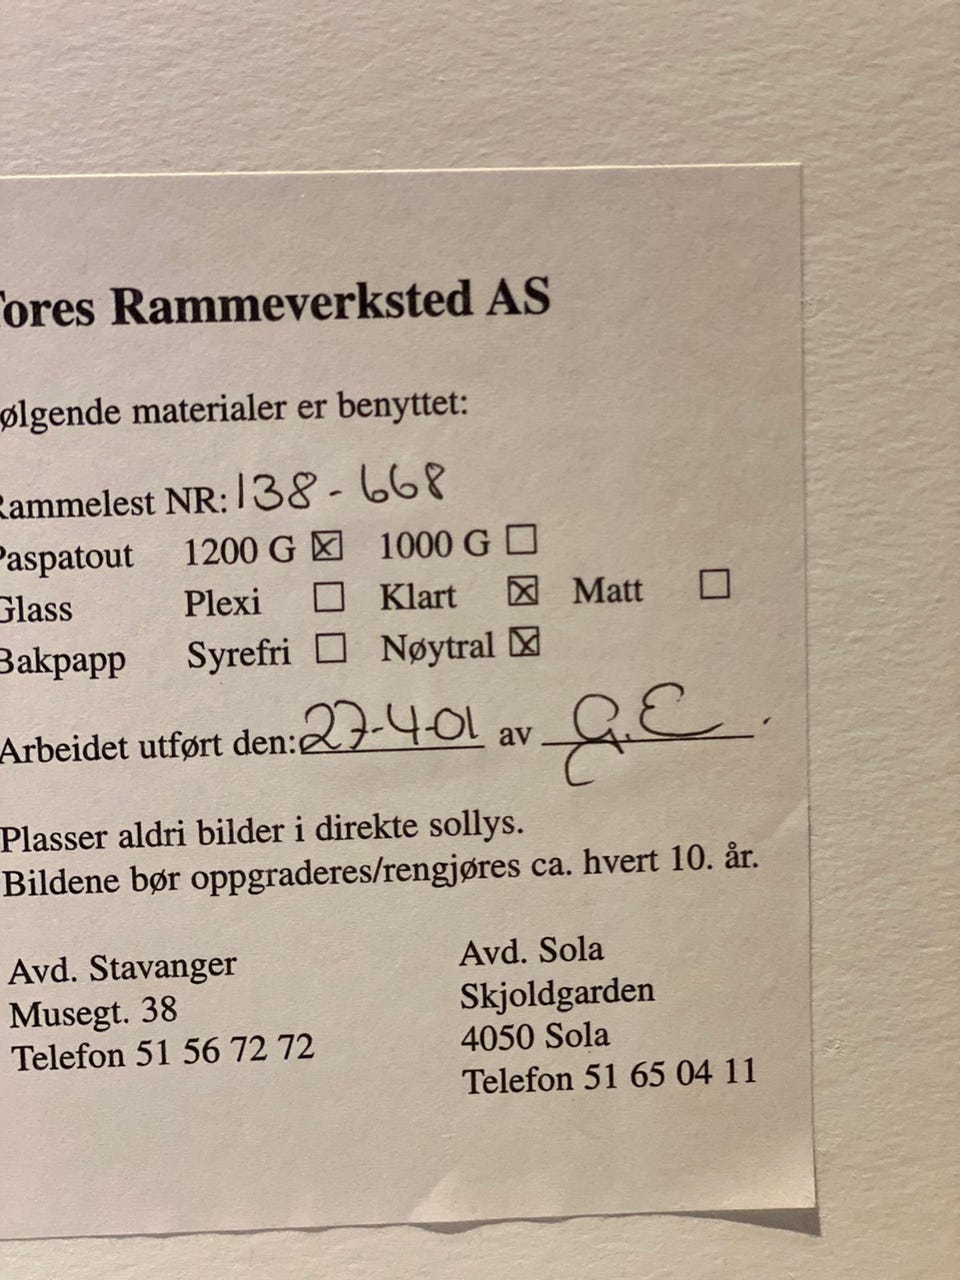 Tores Rammeverksted AS
ølgende materialer er benyttet:
Rammelest NR: 138-668
Paspatout 1200 G ☒ 1000 G ☐
Glass Plexi ☐ Klart ☒ Matt ☐
Bakpapp Syrefri ☐ Nøytral ☒
Arbeidet utført den: 27-4-01 av G.E.
Plasser aldri bilder i direkte sollys.
Bildene bør oppgraderes/rengjøres ca. hvert 10. år.
Avd. Stavanger
Musegt. 38
Telefon 51 56 72 72
Avd. Sola
Skjoldgarden
4050 Sola
Telefon 51 65 04 11